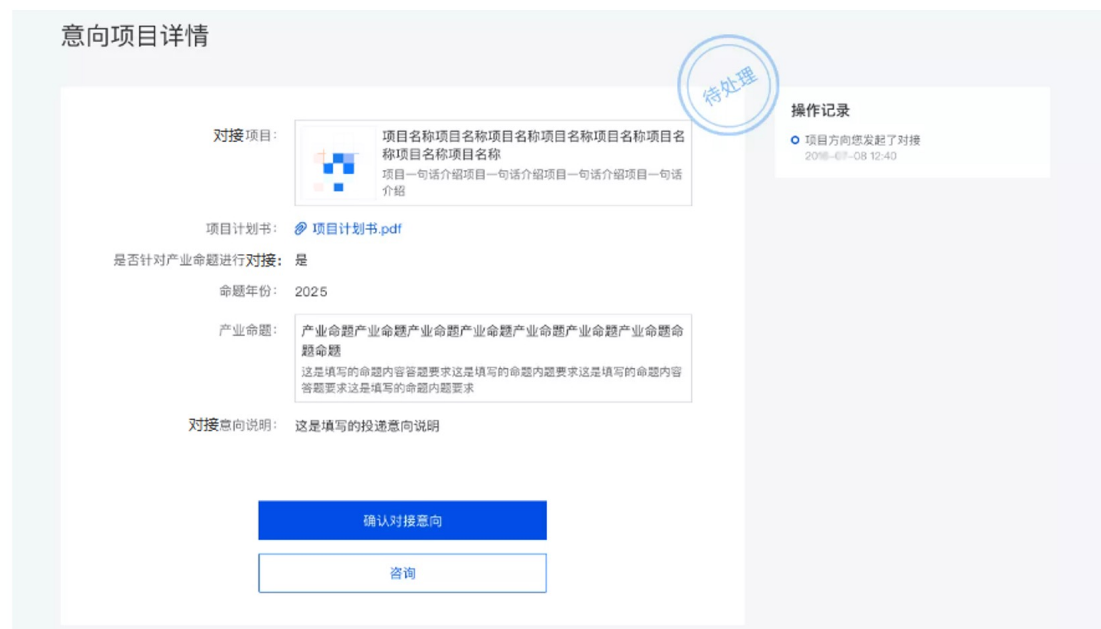 意向项目详情
待处理
对接项目：
项目名称项目名称项目名称项目名称项目名称项目名
称项目名称项目名称
项目一句话介绍项目一句话介绍项目一句话介绍项目一句话
介绍
项目计划书：
项目计划书.pdf
是否针对产业命题进行对接：
是
命题年份：
2025
产业命题：
产业命题产业命题产业命题产业命题产业命题产业命题产业命题命
题命题
这是填写的命题内容答题要求这是填写的命题内题要求这是填写的命题内容
答题要求这是填写的命题内题要求
对接意向说明：
这是填写的投递意向说明
确认对接意向
咨询
操作记录
项目方向您发起了对接
08 12:40